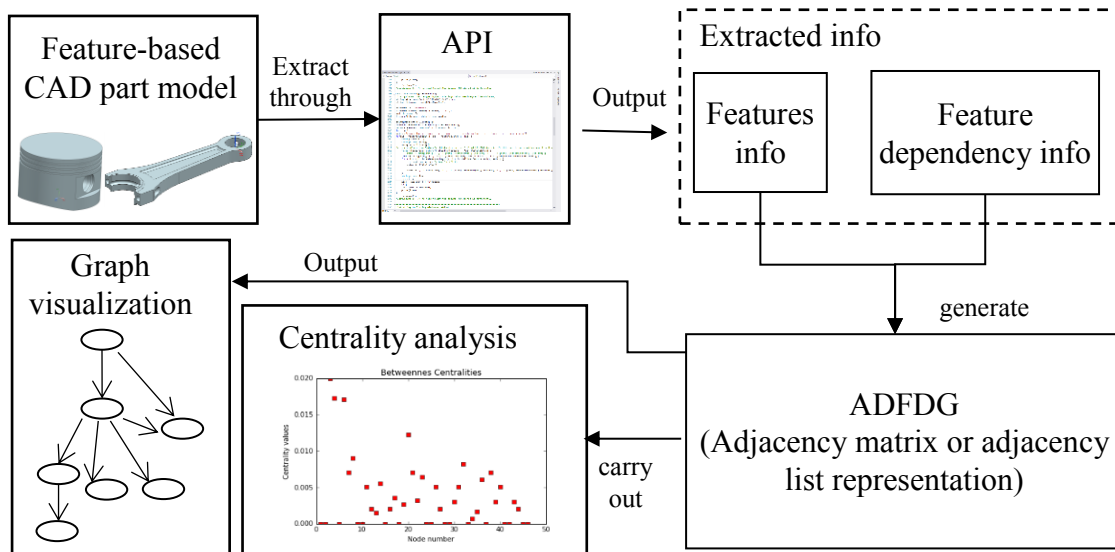 Feature-based
CAD part model
Extract
through
API
Output
Extracted info
Features
info
Feature
dependency info
generate
Graph
visualization
Output
Centrality analysis
Betweennes Centralities
Centrality values
0.020
0.015
0.010
0.005
0.000
0 10 20 30 40 50
Node number
carry
out
ADFDG
(Adjacency matrix or adjacency
list representation)